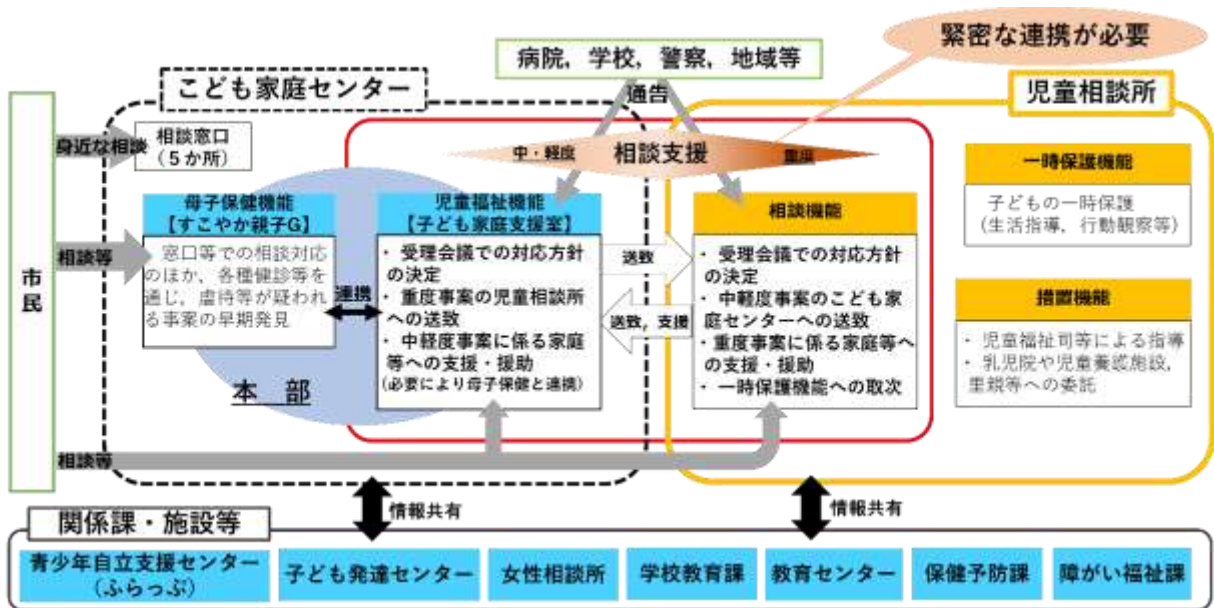 緊密な連携が必要
病院，学校，警察，地域等
こども家庭センター
通告
児童相談所
市民
身近な相談
相談窓口
（５か所）
中・軽度
相談支援
重度
母子保健機能
【すこやか親子G】
窓口等での相談対応
のほか，各種健診等を
通じ，虐待等が疑われ
る事案の早期発見
相談等
連携
児童福祉機能
【子ども家庭支援室】
・ 受理会議での対応方針
の決定
・ 重度事案の児童相談所
への送致
・ 中軽度事案に係る家庭
等への支援・援助
(必要により母子保健と連携)
送致
送致，支援
相談機能
・ 受理会議での対応方針
の決定
・ 中軽度事案のこども家
庭センターへの送致
・ 重度事案に係る家庭等へ
の支援・援助
・ 一時保護機能への取次
一時保護機能
子どもの一時保護
(生活指導，行動観察等)
措置機能
・ 児童福祉司等による指導
・ 乳児院や児童養護施設，
里親等への委託
本 部
相談等
情報共有
情報共有
関係課・施設等
青少年自立支援センター
（ふらっぷ）
子ども発達センター
女性相談所
学校教育課
教育センター
保健予防課
障がい福祉課